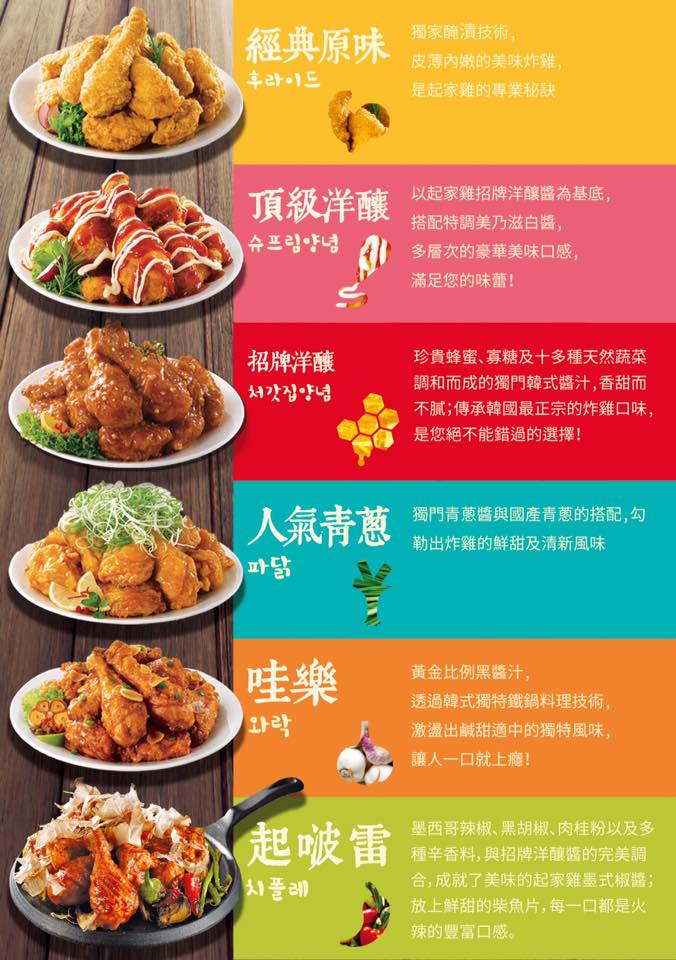 經典原味
후라이드
獨家醃漬技術,
皮薄內嫩的美味炸雞,
是起家雞的專業秘訣
頂級洋釀
슈프림양념
以起家雞招牌洋釀醬為基底,
搭配特調美乃滋白醬,
多層次的豪華美味口感,
滿足您的味蕾!
招牌洋釀
처갓집양념
珍貴蜂蜜、寡糖及十多種天然蔬菜
調和而成的獨門韓式醬汁,香甜而
不膩;傳承韓國最正宗的炸雞口味,
是您絕不能錯過的選擇!
人氣青蔥
파닭
獨門青蔥醬與國產青蔥的搭配,勾
勒出炸雞的鮮甜及清新風味
哇樂
와락
黃金比例黑醬汁,
透過韓式獨特鐵鍋料理技術,
激盪出鹹甜適中的獨特風味,
讓人一口就上癮!
起啵雷
치폴레
墨西哥辣椒、黑胡椒、肉桂粉以及多
種辛香料,與招牌洋釀醬的完美調
合,成就了美味的起家雞墨式椒醬;
放上鮮甜的柴魚片,每一口都是火
辣的豐富口感。